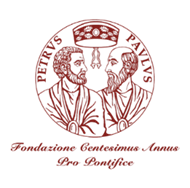 PETRVS PAVLVS
Fondazione Centesimus Annus
Pro Pontifice